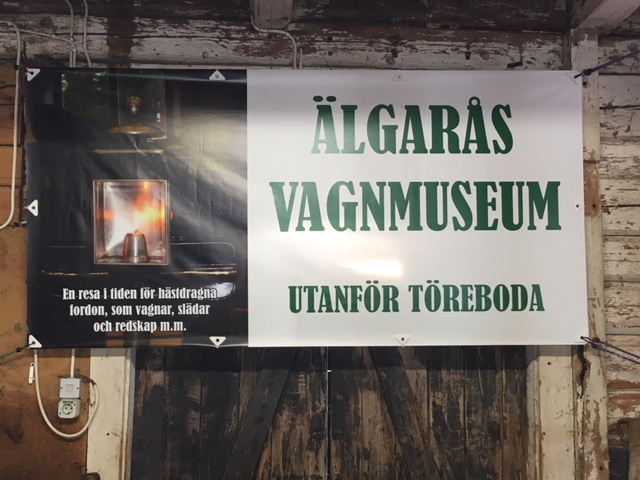 ÄLGARÅS
VAGNMUSEUM
UTANFÖR TÖREBODA
En resa i tiden för hästdragna
fordon, som vagnar, slädar
och redskap m.m.